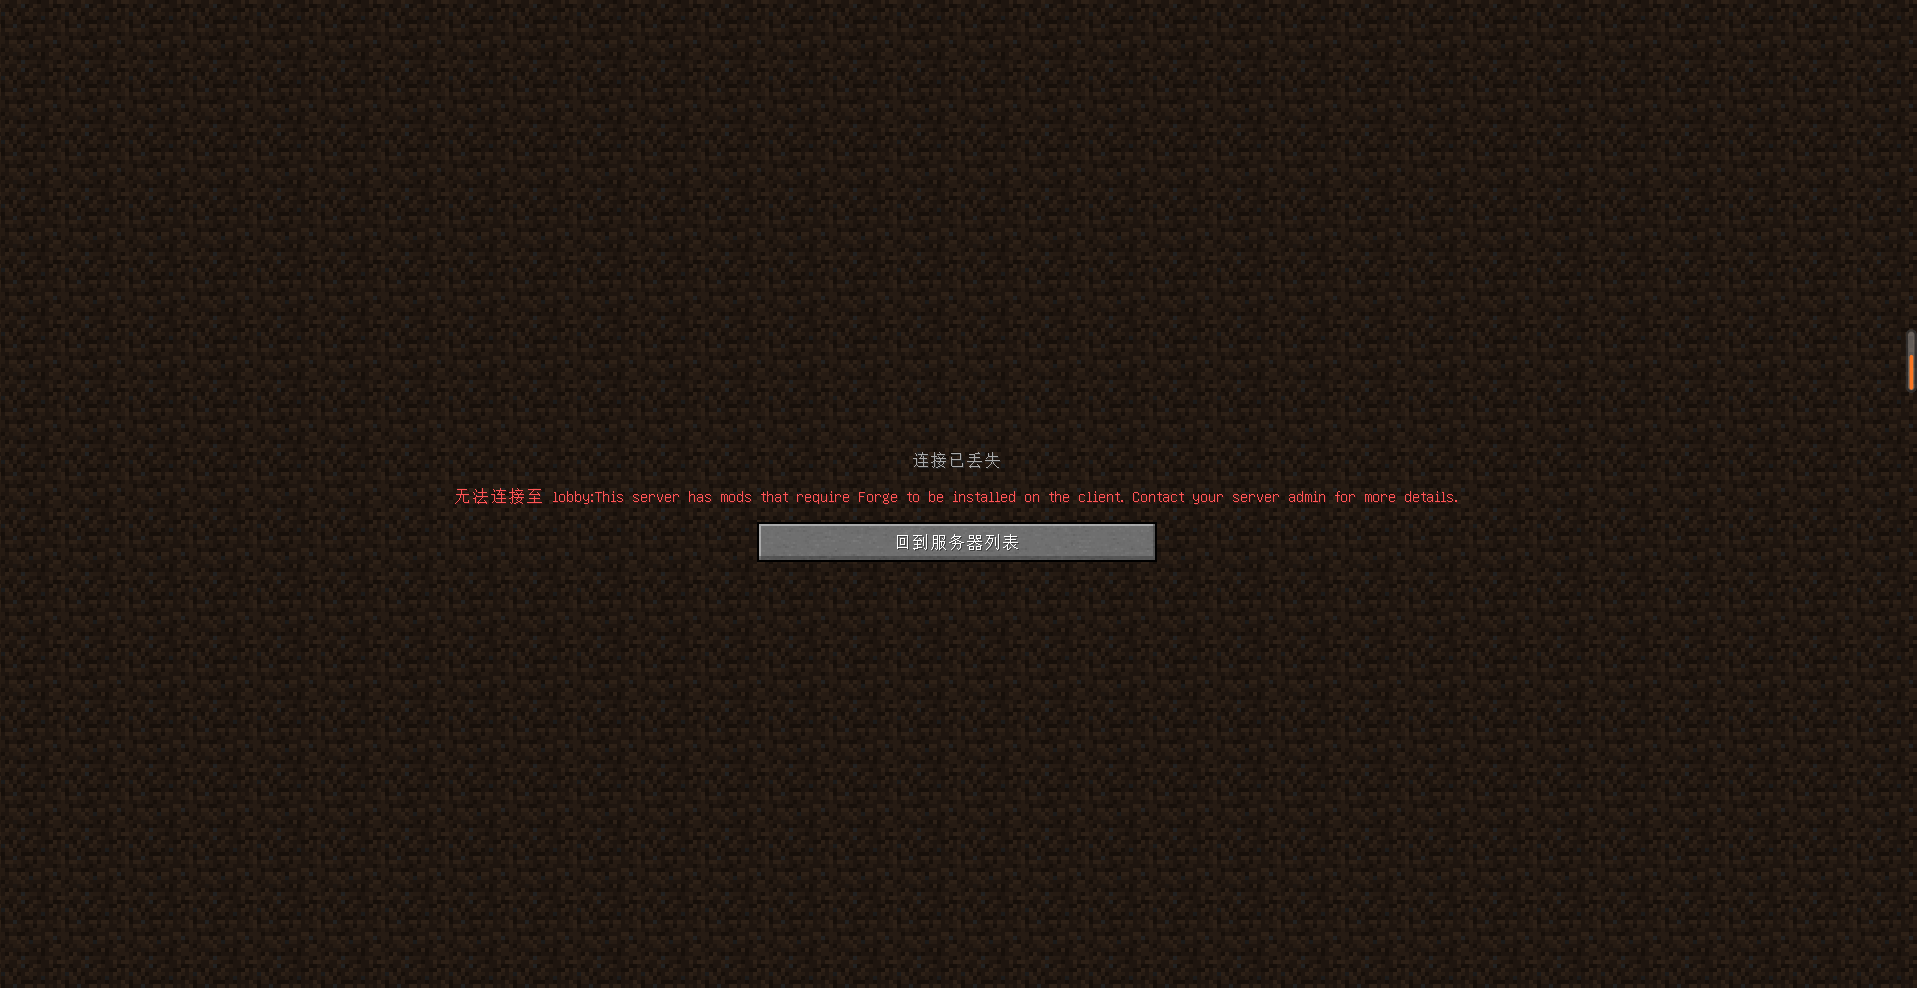 连接已丢失
无法连接至 lobby:This server has mods that require Forge to be installed on the client. Contact your server admin for more details.
回到服务器列表